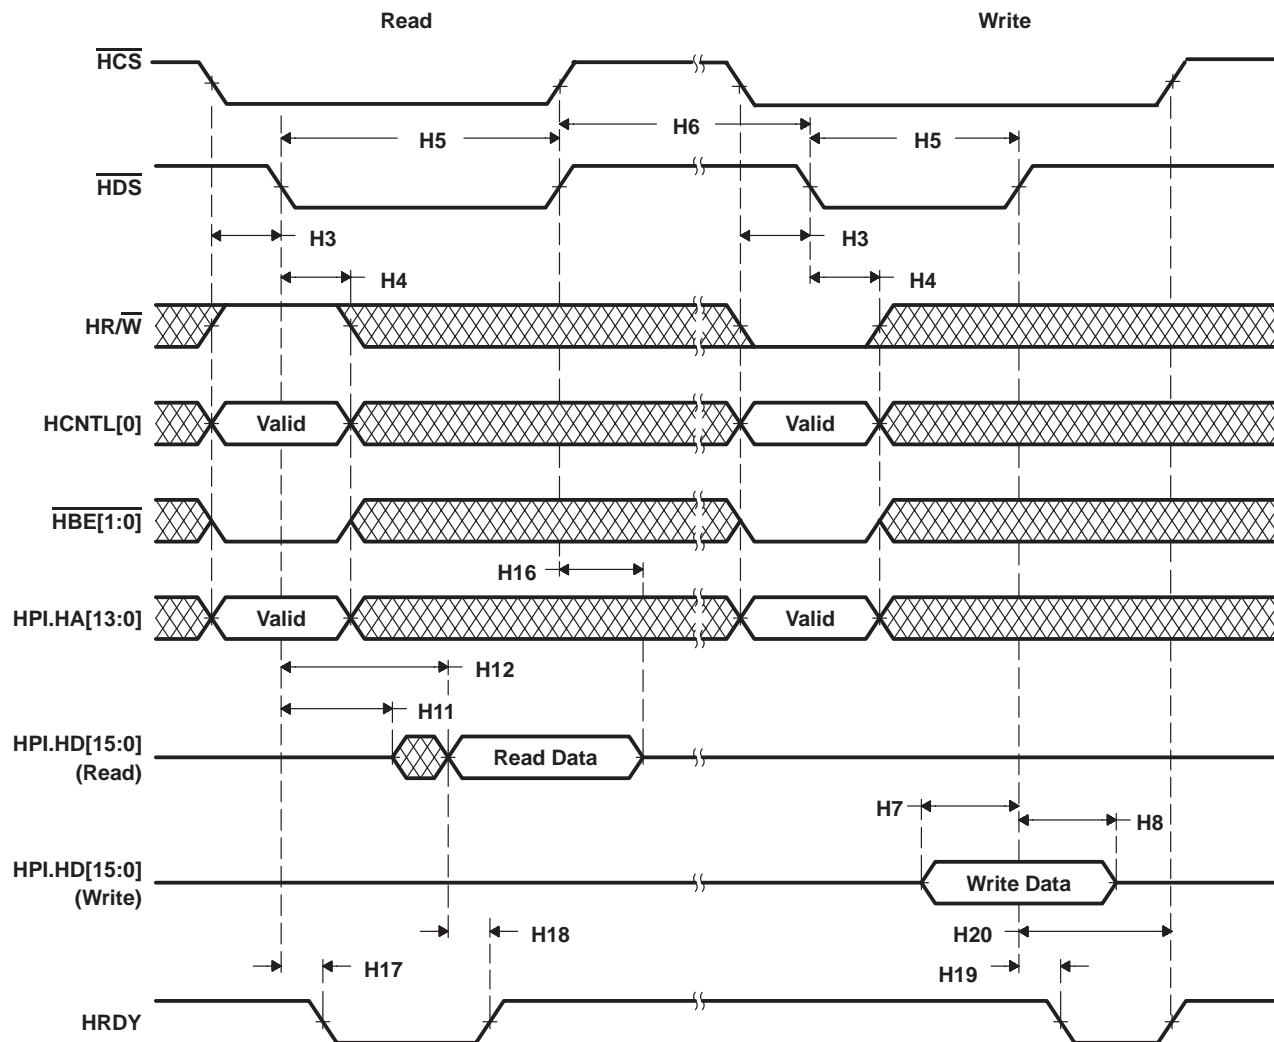 Read Write
HCS
H6
H5 H5
HDS
H3 H3
H4 H4
HR/W
HCNTL[0] Valid Valid
HBE[1:0]
H16
HPI.HA[13:0] Valid Valid
H12
H11
HPI.HD[15:0] Read Data
(Read)
H7 H8
HPI.HD[15:0] Write Data
(Write)
H18 H20
H17 H19
HRDY